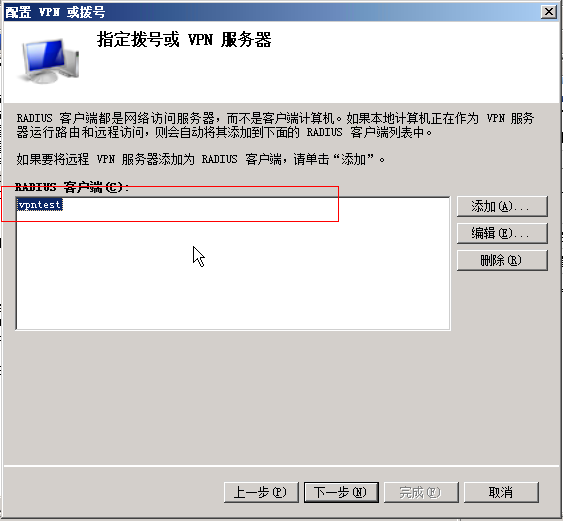 配置 VPN 或拨号
指定拨号或 VPN 服务器
RADIUS 客户端都是网络访问服务器，而不是客户端计算机。如果本地计算机正在作为 VPN 服务
器运行路由和远程访问，则会自动将其添加到下面的 RADIUS 客户端列表中。
如果要将远程 VPN 服务器添加为 RADIUS 客户端，请单击“添加”。
RADIUS 客户端(C):
vpntest
添加(A)...
编辑(E)...
删除(R)
上一步(P)
下一步(N)
完成(F)
取消